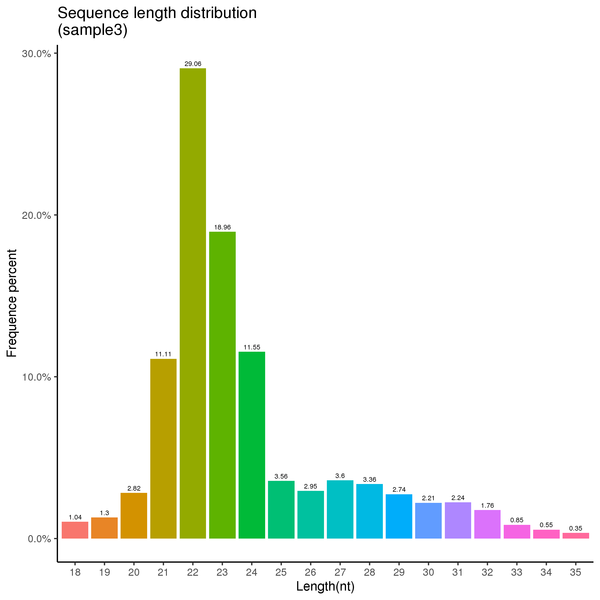 Sequence length distribution
(sample3)
Frequence percent
30.0%
20.0%
10.0%
0.0%
1.04 1.3 2.82 11.11 29.06 18.96 11.55 3.56 2.95 3.6 3.36 2.74 2.21 2.24 1.76 0.85 0.55 0.35
18 19 20 21 22 23 24 25 26 27 28 29 30 31 32 33 34 35
Length(nt)